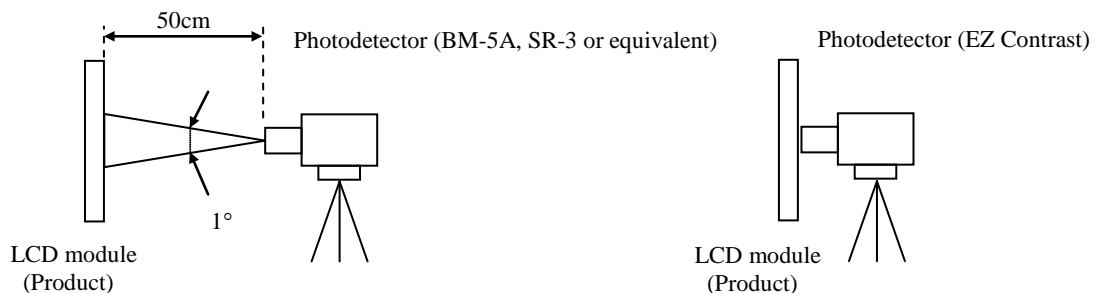 50cm
Photodetector (BM-5A, SR-3 or equivalent)
1°
LCD module
(Product)
Photodetector (EZ Contrast)
LCD module
(Product)